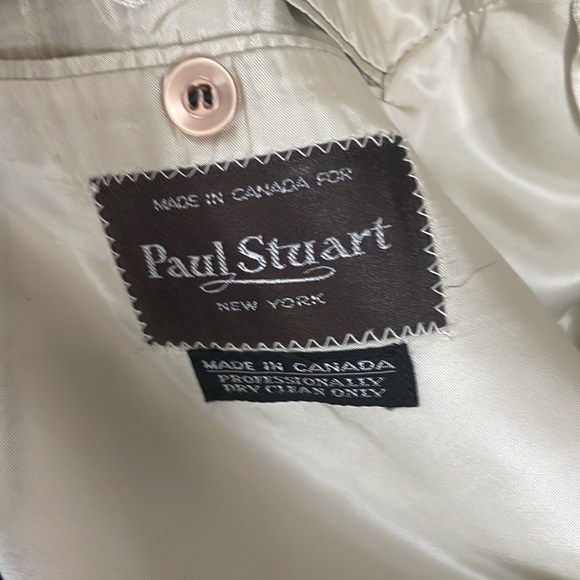 MADE IN CANADA FOR
Paul Stuart
NEW YORK
MADE IN CANADA
PROFESSIONALLY
DRY CLEAN ONLY